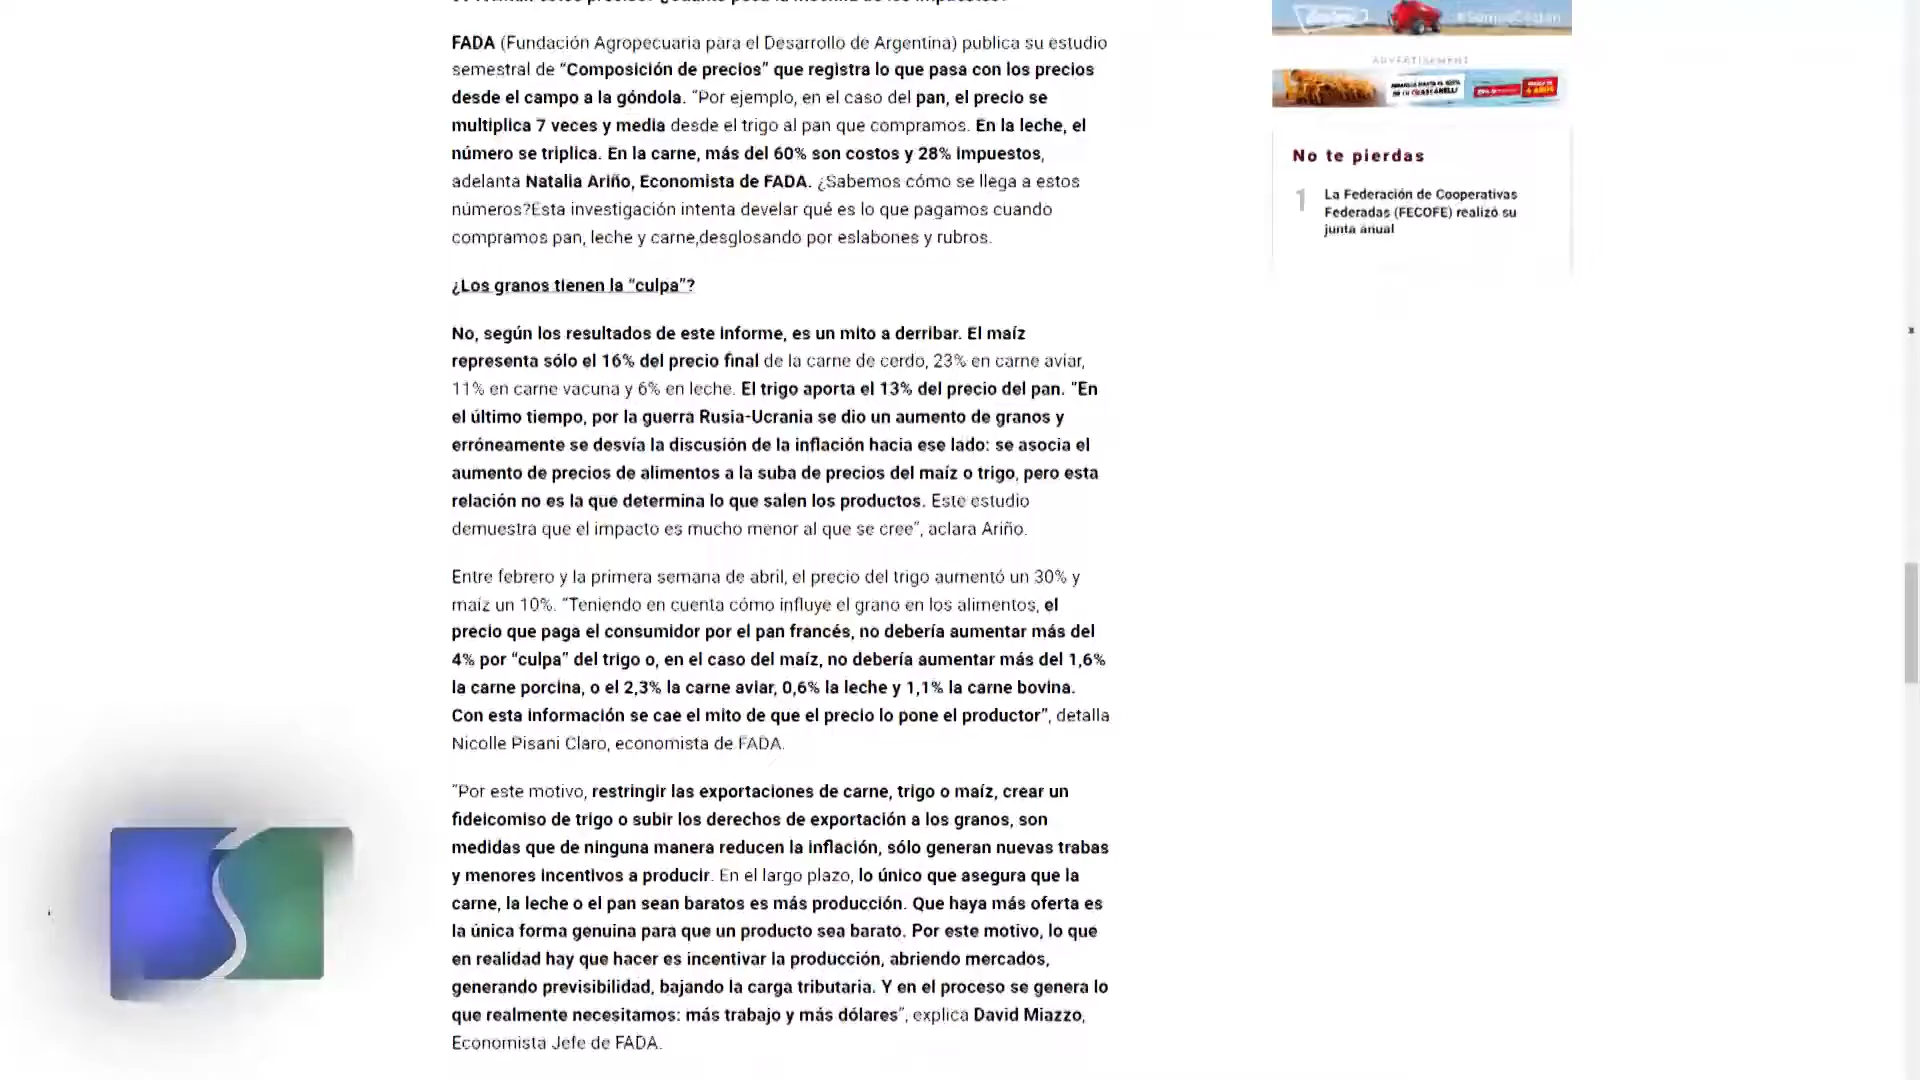 FADA (Fundación Agropecuaria para el Desarrollo de Argentina) publica su estudio
semestral de “Composición de precios” que registra lo que pasa con los precios
desde el campo a la góndola. “Por ejemplo, en el caso del pan, el precio se
multiplica 7 veces y media desde el trigo al pan que compramos. En la leche, el
número se triplica. En la carne, más del 60% son costos y 28% impuestos,
adelanta Natalia Ariño, Economista de FADA. ¿Sabemos cómo se llega a estos
números?Esta investigación intenta develar qué es lo que pagamos cuando
compramos pan, leche y carne,desglosando por eslabones y rubros.
¿Los granos tienen la “culpa”?
No, según los resultados de este informe, es un mito a derribar. El maíz
representa sólo el 16% del precio final de la carne de cerdo, 23% en carne aviar,
11% en carne vacuna y 6% en leche. El trigo aporta el 13% del precio del pan. “En
el último tiempo, por la guerra Rusia-Ucrania se dio un aumento de granos y
erróneamente se desvía la discusión de la inflación hacia ese lado: se asocia el
aumento de precios de alimentos a la suba de precios del maíz o trigo, pero esta
relación no es la que determina lo que salen los productos. Este estudio
demuestra que el impacto es mucho menor al que se cree”, aclara Ariño.
Entre febrero y la primera semana de abril, el precio del trigo aumentó un 30% y
maíz un 10%. “Teniendo en cuenta cómo influye el grano en los alimentos, el
precio que paga el consumidor por el pan francés, no debería aumentar más del
4% por “culpa” del trigo o, en el caso del maíz, no debería aumentar más del 1,6%
la carne porcina, o el 2,3% la carne aviar, 0,6% la leche y 1,1% la carne bovina.
Con esta información se cae el mito de que el precio lo pone el productor”, detalla
Nicolle Pisani Claro, economista de FADA.
“Por este motivo, restringir las exportaciones de carne, trigo o maíz, crear un
fideicomiso de trigo o subir los derechos de exportación a los granos, son
medidas que de ninguna manera reducen la inflación, sólo generan nuevas trabas
y menores incentivos a producir. En el largo plazo, lo único que asegura que la
carne, la leche o el pan sean baratos es más producción. Que haya más oferta es
la única forma genuina para que un producto sea barato. Por este motivo, lo que
en realidad hay que hacer es incentivar la producción, abriendo mercados,
generando previsibilidad, bajando la carga tributaria. Y en el proceso se genera lo
que realmente necesitamos: más trabajo y más dólares”, explica David Miazzo,
Economista Jefe de FADA.
ADVERTISEMENT
No te pierdas
1 La Federación de Cooperativas
Federadas (FECOFE) realizó su
junta anual